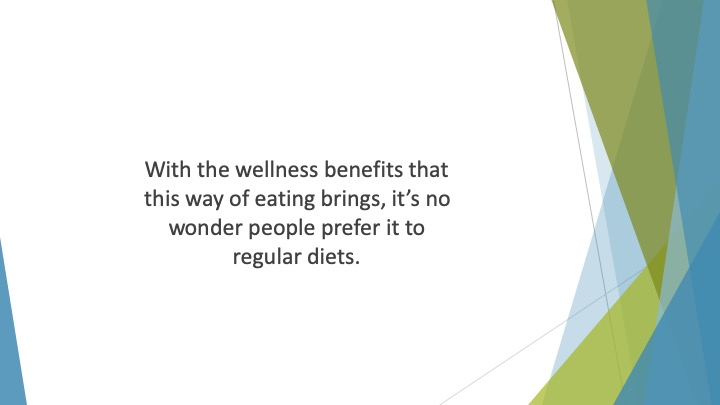 With the wellness benefits that
this way of eating brings, it’s no
wonder people prefer it to
regular diets.